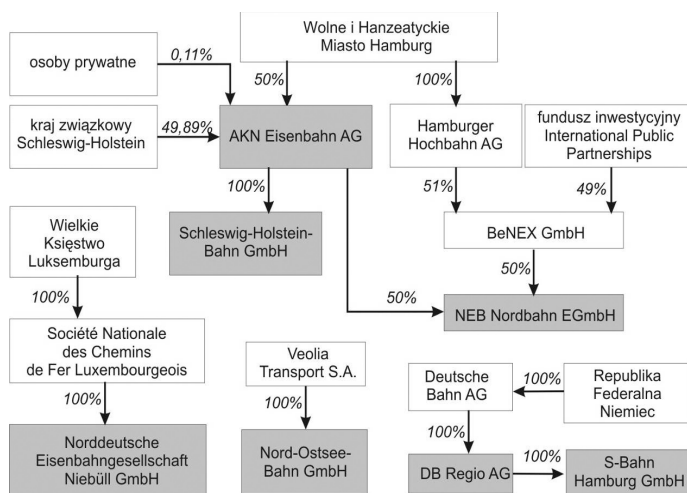 Wolne i Hanzeatyckie
Miasto Hamburg
osoby prywatne
0,11%
50%
100%
kraj związkowy
Schleswig-Holstein
49,89%
AKN Eisenbahn AG
Hamburger
Hochbahn AG
fundusz inwestycyjny
International Public
Partnerships
100%
51%
49%
Wielkie
Księstwo
Luksemburga
Schleswig-Holstein-
Bahn GmbH
BeNEX GmbH
50%
100%
50%
NEB Nordbahn EGmbH
Société Nationale
des Chemins
de Fer Luxembourgeois
Veolia
Transport S.A.
Deutsche
Bahn AG
100%
Republika
Federalna
Niemiec
100%
100%
100%
Norddeutsche
Eisenbahngesellschaft
Niebüll GmbH
Nord-Ostsee-
Bahn GmbH
DB Regio AG
100%
S-Bahn
Hamburg GmbH